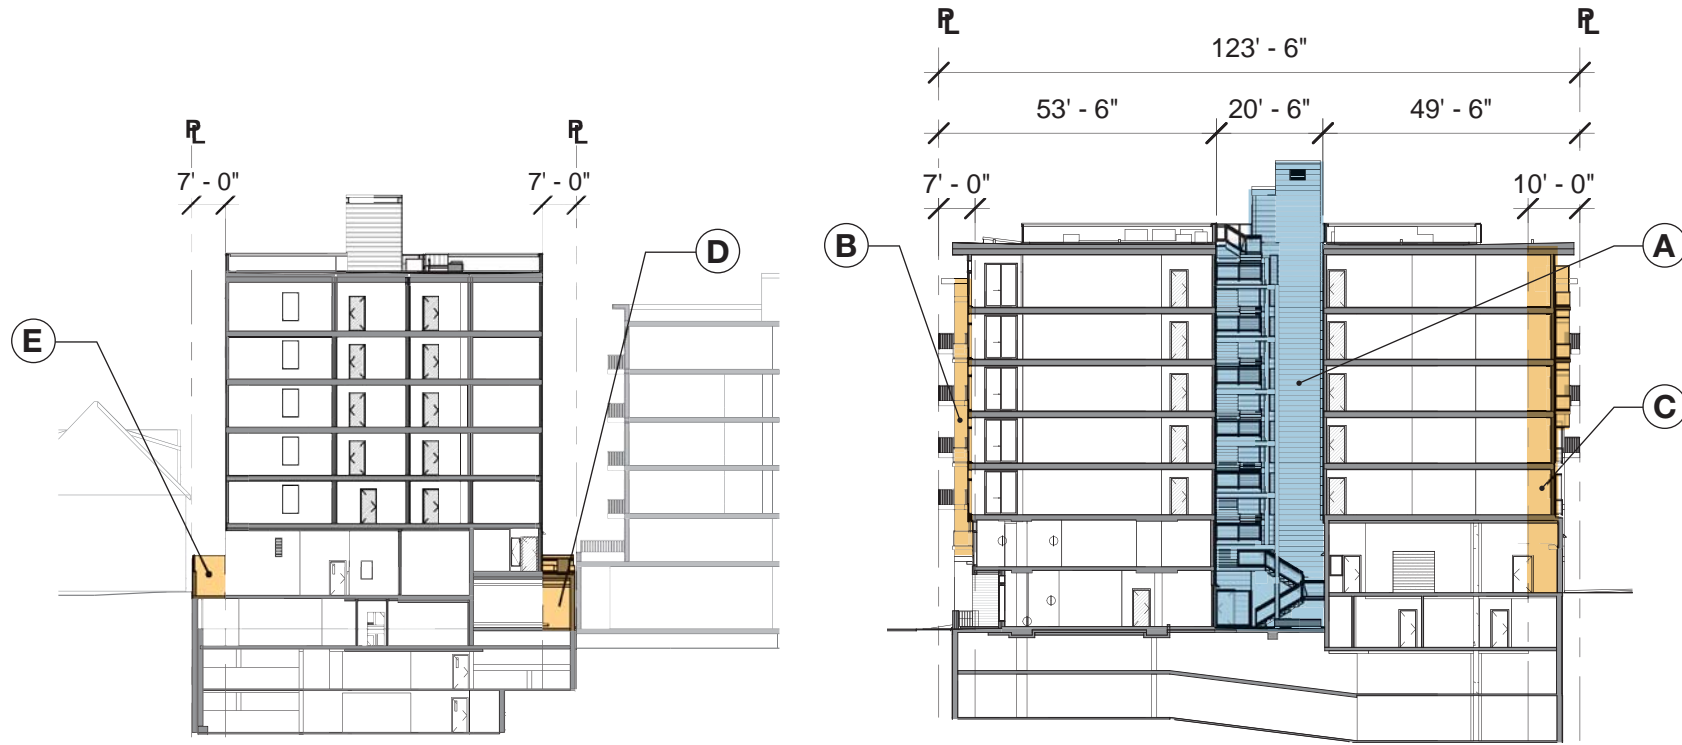 PL PL
123' - 6"
53' - 6" 20' - 6" 49' - 6"
PL PL
7' - 0" 7' - 0" 7' - 0" 10' - 0"
D B A
E
C